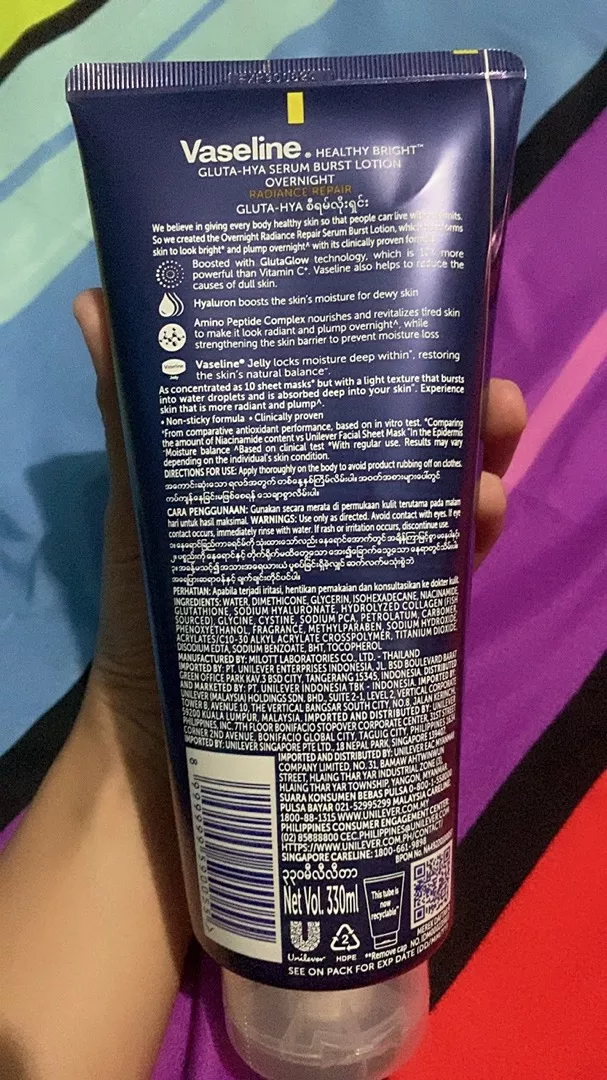 Vaseline® HEALTHY BRIGHT™
GLUTA-HYA SERUM BURST LOTION
OVERNIGHT
RADIANCE REPAIR
GLUTA-HYA စီရမ်လိုးရှင်း
We believe in giving every body healthy skin so that people can live
So we created the Overnight Radiance Repair Serum Burst Lotion,
skin to look bright* and plump overnight^ with its clinically proven
Boosted with GlutaGlow technology, which is more
powerful than Vitamin C⁺. Vaseline also helps to reduce the
causes of dull skin.
Hyaluron boosts the skin's moisture for dewy skin
Amino Peptide Complex nourishes and revitalizes tired skin
to make it look radiant and plump overnight^, while
strengthening the skin barrier to prevent moisture loss
Vaseline
Jelly
Vaseline® Jelly locks moisture deep within", restoring
the skin's natural balance~.
As concentrated as 10 sheet masks* but with a light texture that bursts
into water droplets and is absorbed deep into your skin". Experience
skin that is more radiant and plump^.
• Non-sticky formula • Clinically proven
⁺From comparative antioxidant performance, based on in vitro test. *Comparing
the amount of Niacinamide content vs Unilever Facial Sheet Mask "In the Epidermis
~Moisture balance ^Based on clinical test *With regular use. Results may vary
depending on the individual's skin condition.
DIRECTIONS FOR USE: Apply thoroughly on the body to avoid product rubbing off on clothes.
CARA PENGGUNAAN: Gunakan secara merata di permukaan kulit terutama pada malam
hari untuk hasil maksimal. WARNINGS: Use only as directed. Avoid contact with eyes. If eye
contact occurs, immediately rinse with water. If rash or irritation occurs, discontinue use.
PERHATIAN: Apabila terjadi iritasi, hentikan pemakaian dan konsultasikan ke dokter kulit.
INGREDIENTS: WATER, DIMETHICONE, GLYCERIN, ISOHEXADECANE, NIACINAMIDE,
GLUTATHIONE, SODIUM HYALURONATE, HYDROLYZED COLLAGEN (FISH
SOURCED), GLYCINE, CYSTINE, SODIUM PCA, PETROLATUM, CARBOMER,
PHENOXYETHANOL, FRAGRANCE, METHYLPARABEN, SODIUM HYDROXIDE,
ACRYLATES/C10-30 ALKYL ACRYLATE CROSSPOLYMER, TITANIUM DIOXIDE,
DISODIUM EDTA, SODIUM BENZOATE, BHT, TOCOPHEROL
MANUFACTURED BY: MILOTT LABORATORIES CO., LTD. - THAILAND
IMPORTED BY: PT. UNILEVER ENTERPRISES INDONESIA, JL. BSD BOULEVARD BARAT
GREEN OFFICE PARK KAV.3 BSD CITY, TANGERANG 15345, INDONESIA. DISTRIBUTED
AND MARKETED BY: PT. UNILEVER INDONESIA TBK - INDONESIA. IMPORTED BY:
UNILEVER (MALAYSIA) HOLDINGS SDN. BHD., SUITE 2-1, LEVEL 2, VERTICAL CORPORATE
TOWER B, AVENUE 10, THE VERTICAL BANGSAR SOUTH CITY, NO.8, JALAN KERINCHI,
59200 KUALA LUMPUR, MALAYSIA. IMPORTED AND DISTRIBUTED BY: UNILEVER
PHILIPPINES, INC. 7TH FLOOR BONIFACIO STOPOVER CORPORATE CENTER, 31ST STREET
CORNER 2ND AVENUE, BONIFACIO GLOBAL CITY, TAGUIG CITY, PHILIPPINES 1634
IMPORTED BY: UNILEVER SINGAPORE PTE LTD., 18 NEPAL PARK, SINGAPORE 139407
IMPORTED AND DISTRIBUTED BY: UNILEVER EAC MYANMAR
COMPANY LIMITED, NO. 31, BAMAW AHTWINWUN
STREET, HLAING THAR YAR INDUSTRIAL ZONE (3),
HLAING THAR YAR TOWNSHIP, YANGON, MYANMAR
SUARA KONSUMEN BEBAS PULSA 0-800-1-558000
PULSA BAYAR 021-52995299 MALAYSIA CARELINE:
1800-88-1315 WWW.UNILEVER.COM.MY
PHILIPPINES CONSUMER ENGAGEMENT CENTER:
(02) 85888800 CEC.PHILIPPINES@UNILEVER.COM
HTTPS://WWW.UNILEVER.COM.PH/CONTACT/
SINGAPORE CARELINE: 1800-661-9894
၃၃၀မီလီလီတာ
Net Vol. 330ml
This tube is
now
recyclable**
Unilever
2
HDPE
**Remove cap
SEE ON PACK FOR EXP DATE